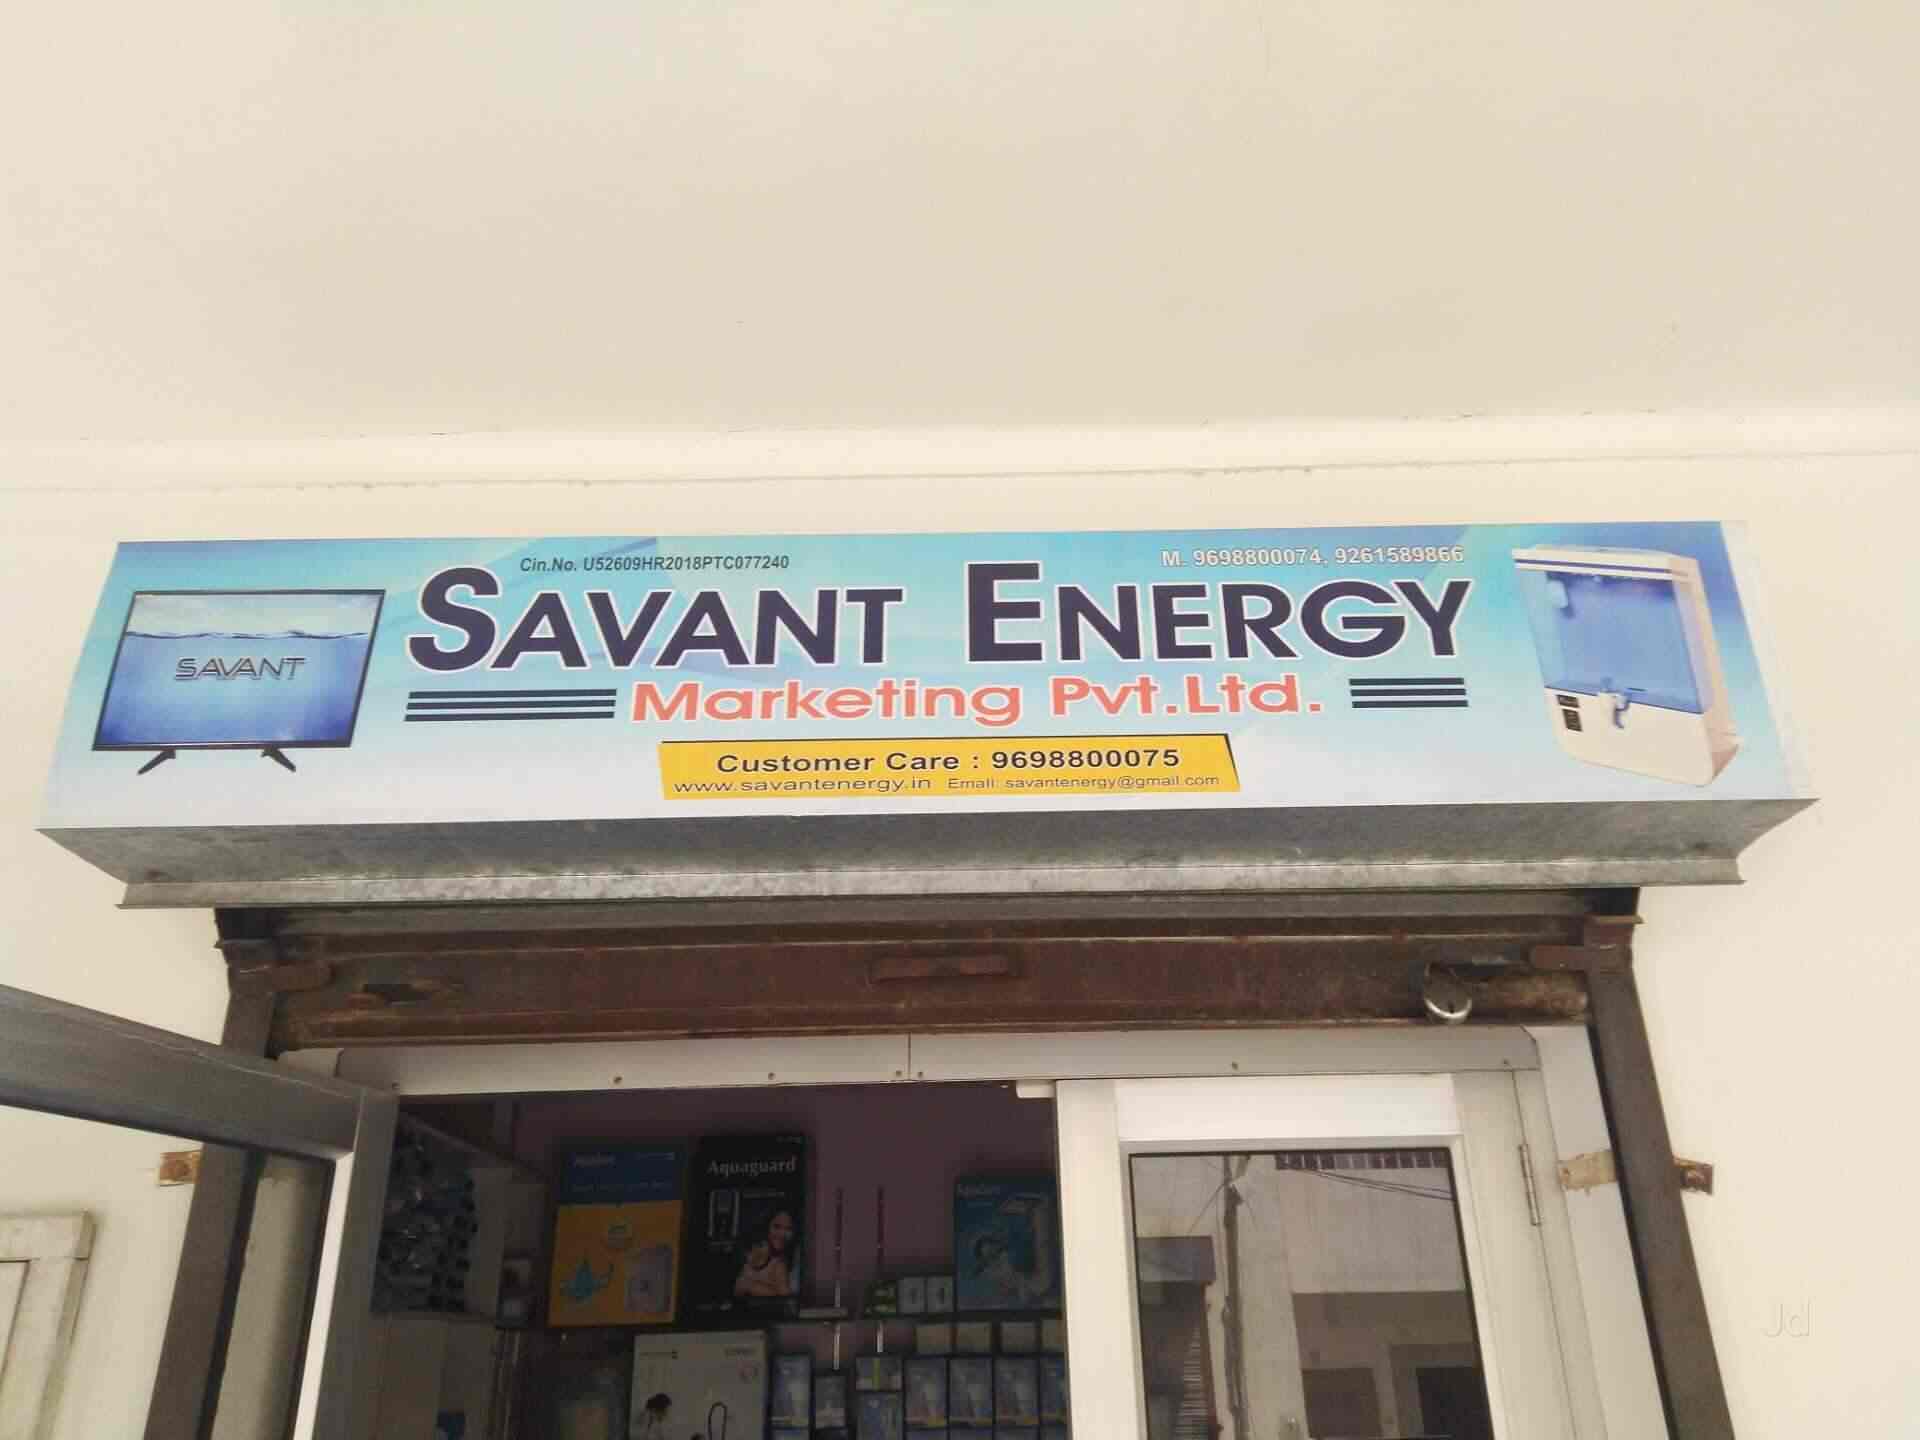 Cin.No. U52609HR2018PTC077240
M. 9698800074, 9261589866
SAVANT
SAVANT ENERGY
Marketing Pvt.Ltd.
Customer Care : 9698800075
www.savantenergy.in Email: savantenergy@gmail.com
Aquaguard
Jd